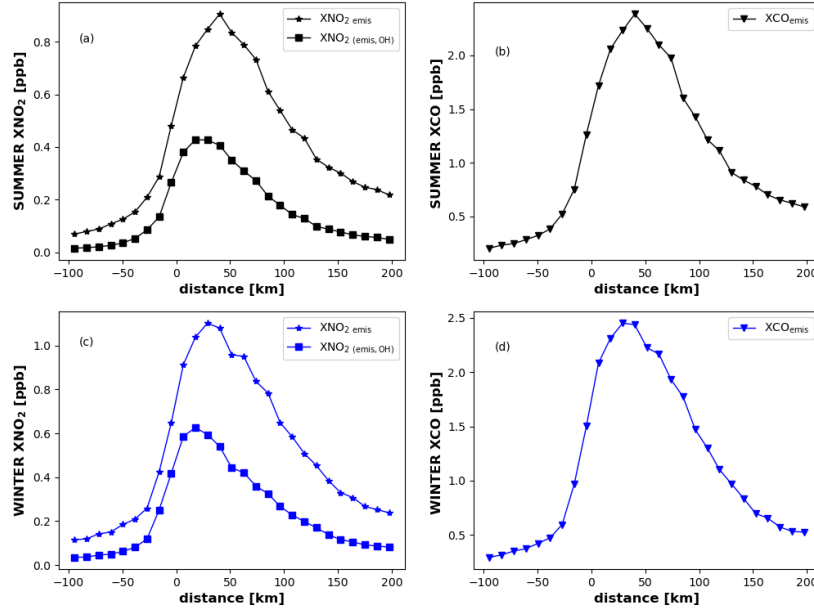 (a)
XNO2 emis
XNO2 (emis, OH)
SUMMER XNO2 [ppb]
0.8
0.6
0.4
0.2
0.0
−100 −50 0 50 100 150 200
distance [km]
(b)
XCOemis
SUMMER XCO [ppb]
2.0
1.5
1.0
0.5
−100 −50 0 50 100 150 200
distance [km]
(c)
XNO2 emis
XNO2 (emis, OH)
WINTER XNO2 [ppb]
1.0
0.8
0.6
0.4
0.2
0.0
−100 −50 0 50 100 150 200
distance [km]
(d)
XCOemis
WINTER XCO [ppb]
2.5
2.0
1.5
1.0
0.5
−100 −50 0 50 100 150 200
distance [km]